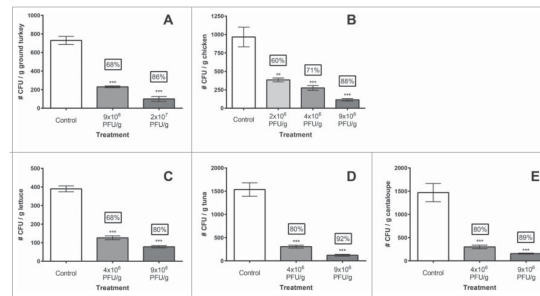 A
# CFU / g ground turkey
800
600
400
200
0
68%
***
86%
***
Control
9x10⁶
PFU/g
2x10⁷
PFU/g
Treatment
B
# CFU / g chicken
1250
1000
750
500
250
0
60%
**
71%
***
88%
***
Control
2x10⁶
PFU/g
4x10⁶
PFU/g
9x10⁶
PFU/g
Treatment
C
# CFU / g lettuce
500
400
300
200
100
0
68%
***
80%
***
Control
4x10⁶
PFU/g
9x10⁶
PFU/g
Treatment
D
# CFU / g tuna
2000
1500
1000
500
0
80%
***
92%
***
Control
4x10⁶
PFU/g
9x10⁶
PFU/g
Treatment
E
# CFU / g cantaloupe
2000
1500
1000
500
0
80%
***
89%
***
Control
4x10⁶
PFU/g
9x10⁶
PFU/g
Treatment